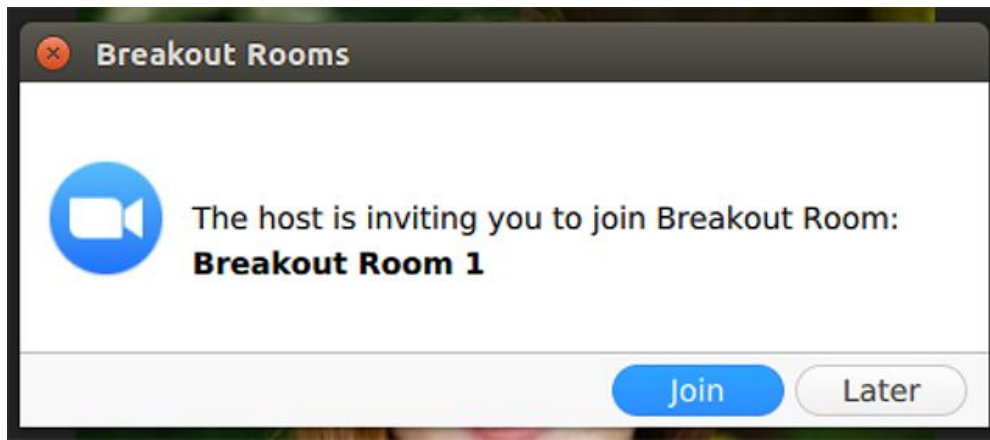 Breakout Rooms
The host is inviting you to join Breakout Room:
Breakout Room 1
Join
Later